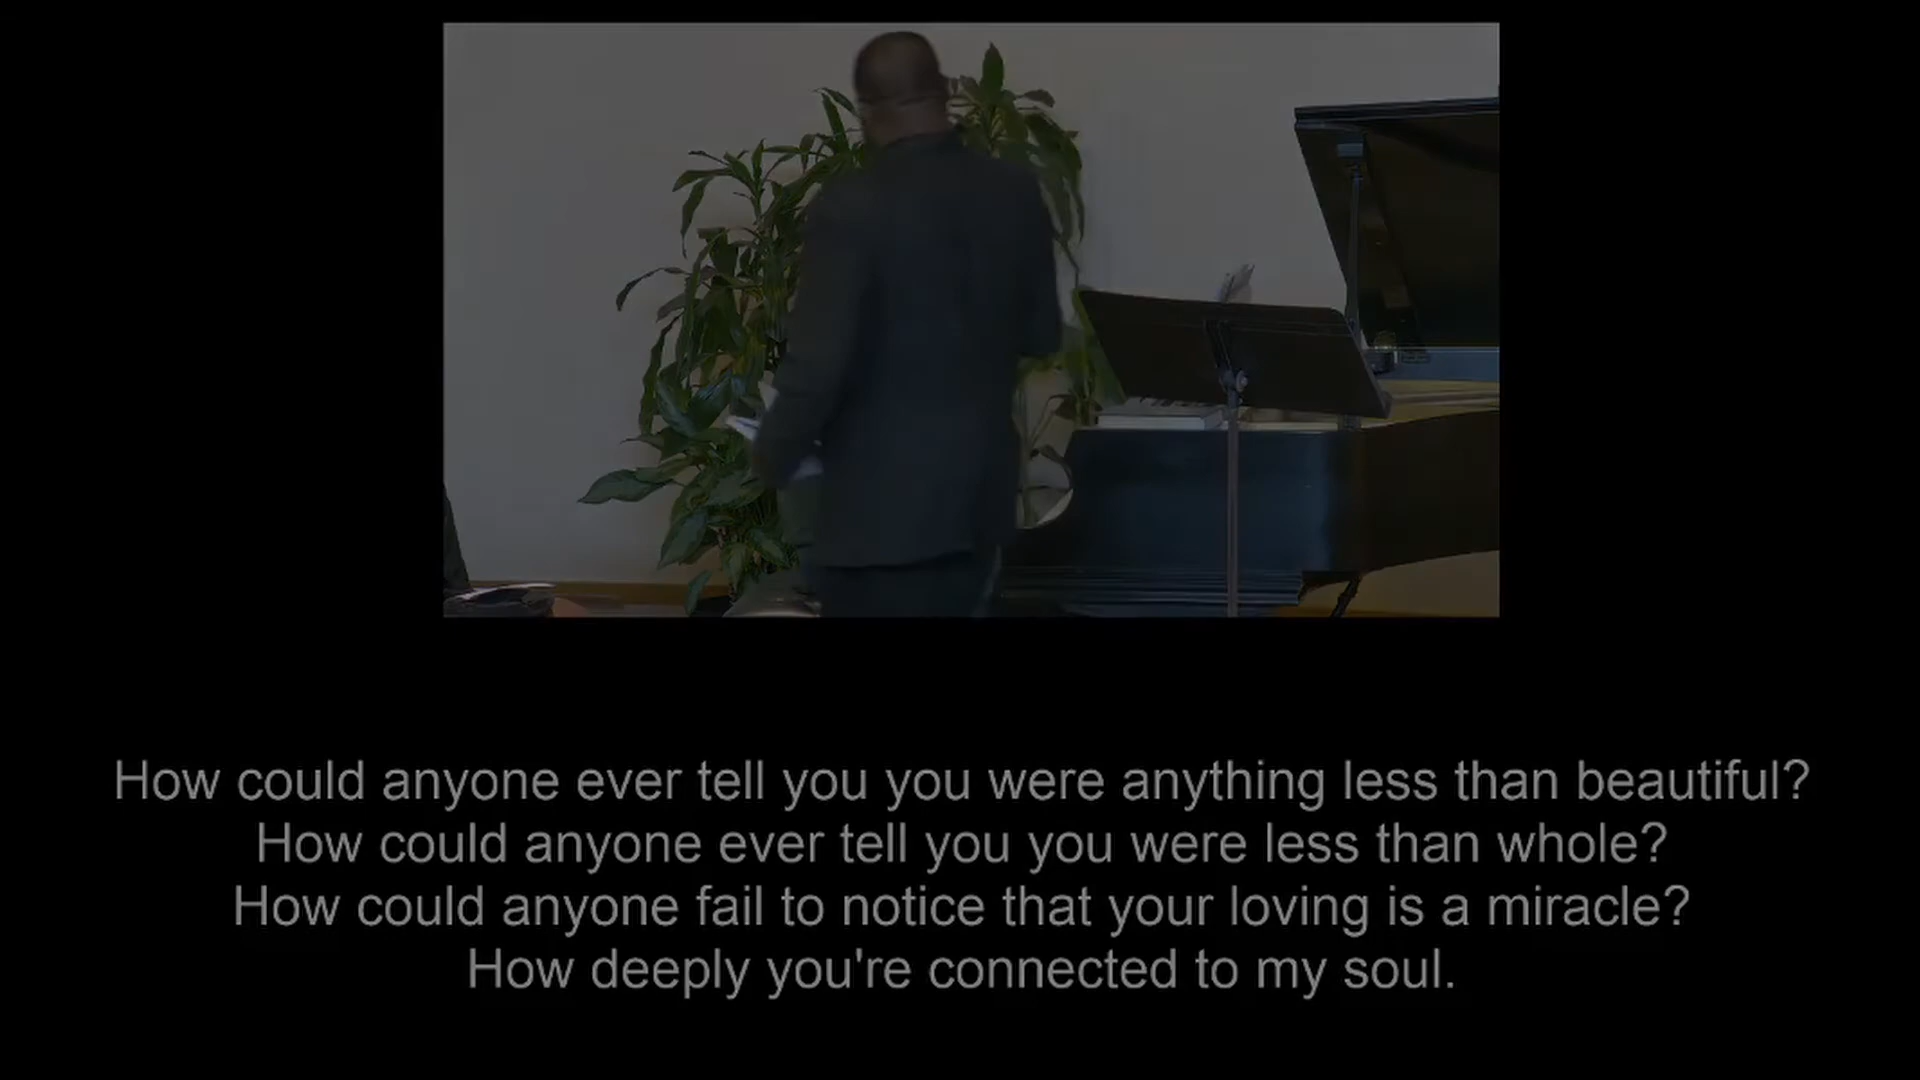 How could anyone ever tell you you were anything less than beautiful?
How could anyone ever tell you you were less than whole?
How could anyone fail to notice that your loving is a miracle?
How deeply you're connected to my soul.